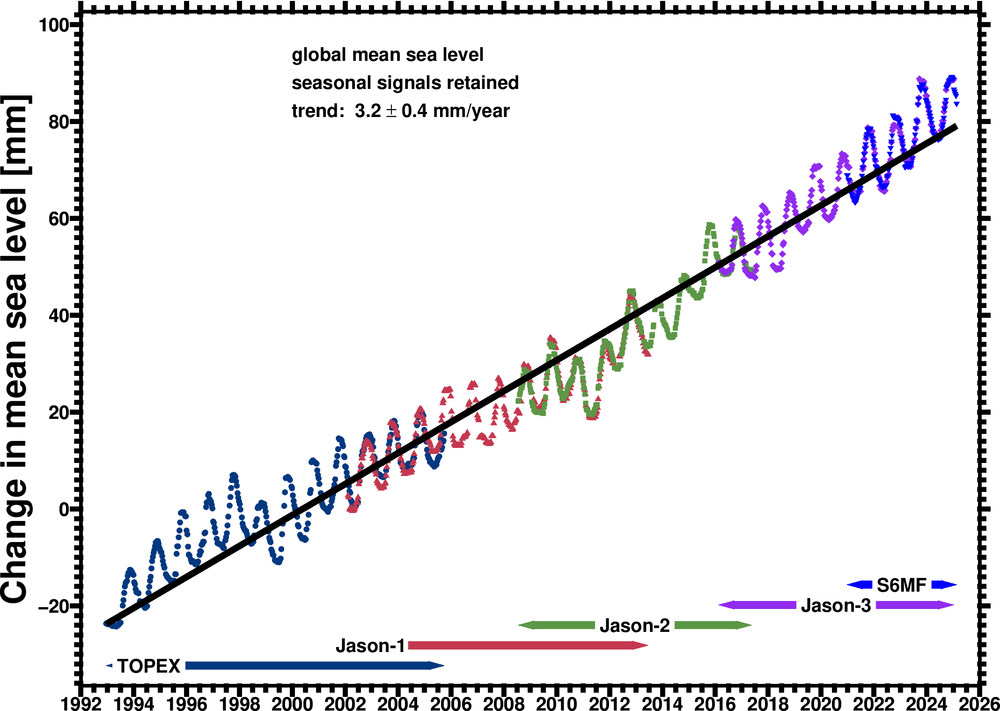 Change in mean sea level [mm]
100
80
60
40
20
0
−20
global mean sea level
seasonal signals retained
trend: 3.2 ± 0.4 mm/year
S6MF
Jason-3
Jason-2
Jason-1
TOPEX
1992 1994 1996 1998 2000 2002 2004 2006 2008 2010 2012 2014 2016 2018 2020 2022 2024 2026